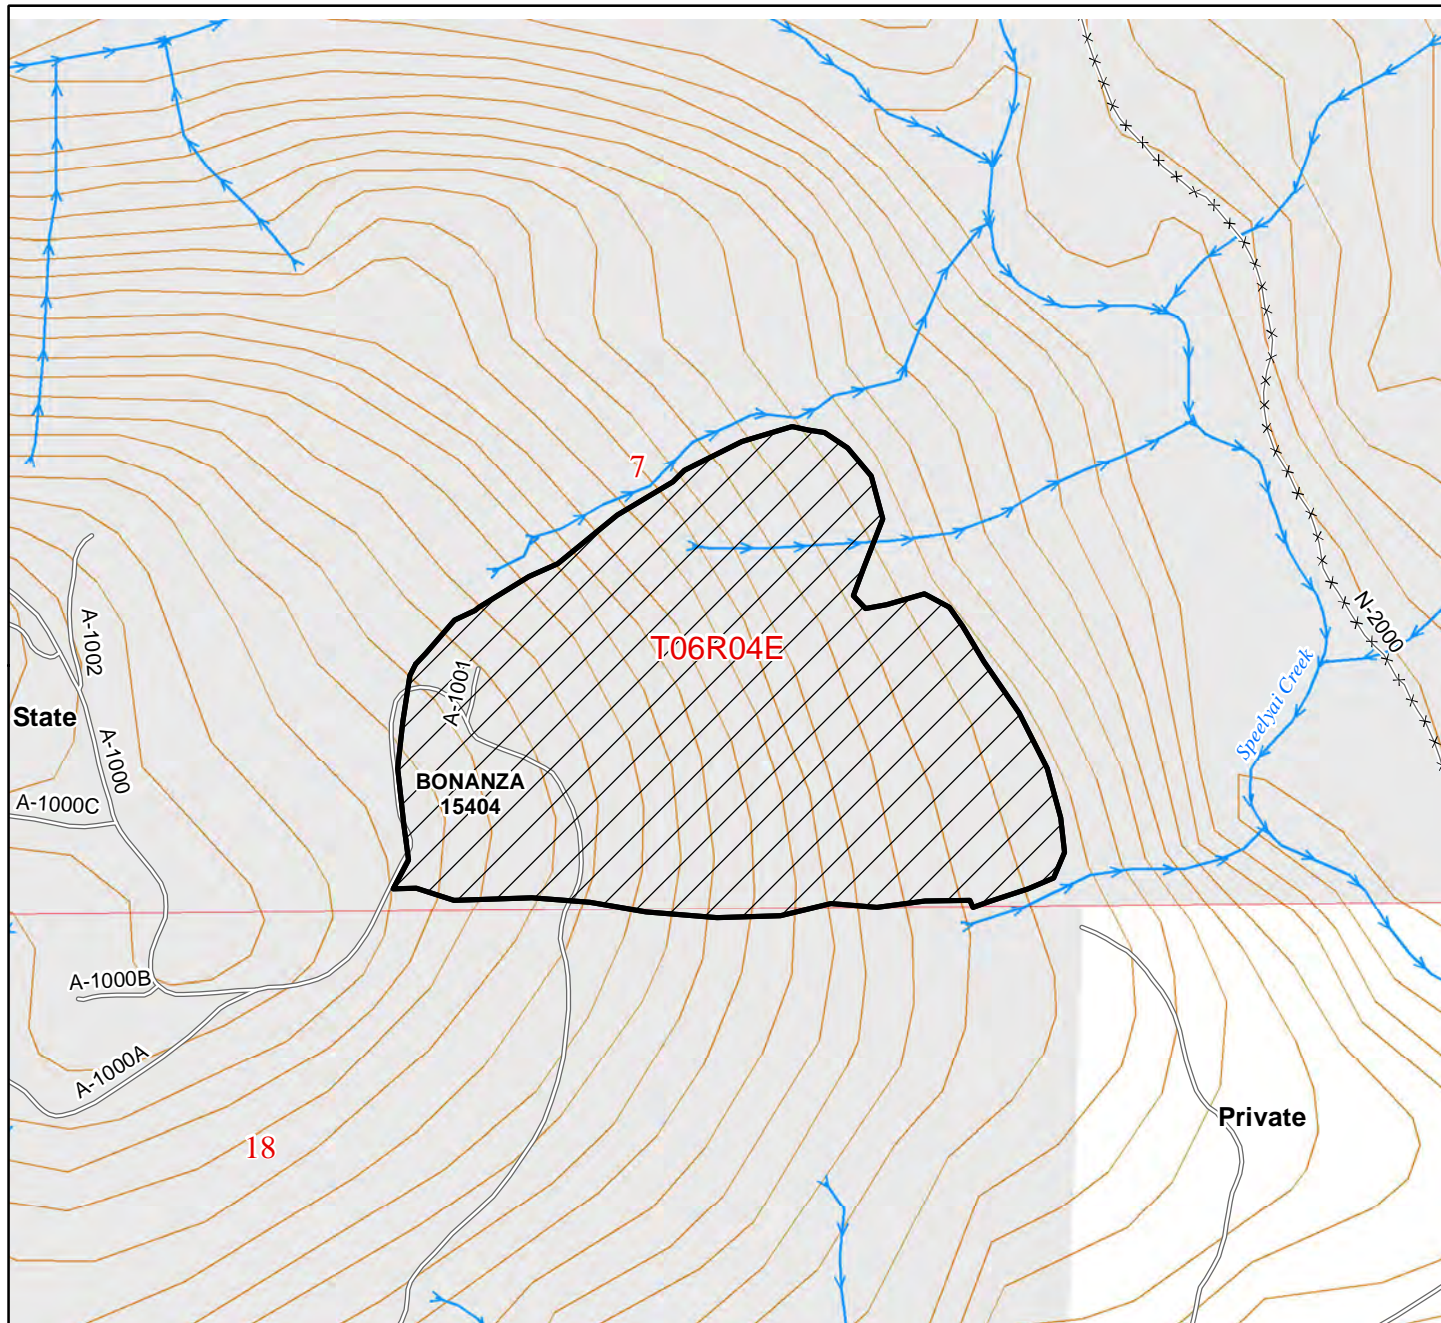 7
A-1002
T06R04E
N-2000
Speelyai Creek
A-1001
State
A-1000
BONANZA
15404
A-1000C
A-1000B
A-1000A
Private
18